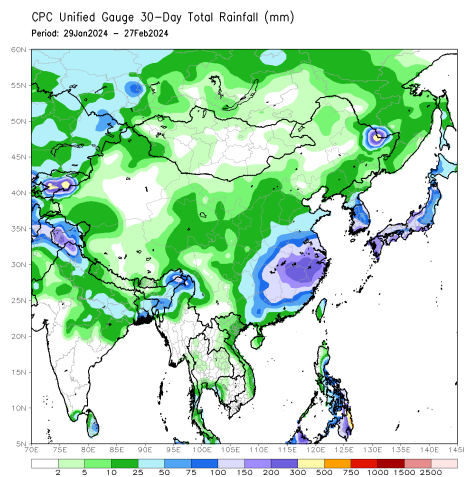 CPC Unified Gauge 30-Day Total Rainfall (mm)
Period: 29Jan2024 - 27Feb2024
60N
55N
50N
45N
40N
35N
30N
25N
20N
15N
10N
5N
70E 75E 80E 85E 90E 95E 100E 105E 110E 115E 120E 125E 130E 135E 140E 145E
2 5 10 25 50 75 100 150 200 300 500 750 1000 1500 2500